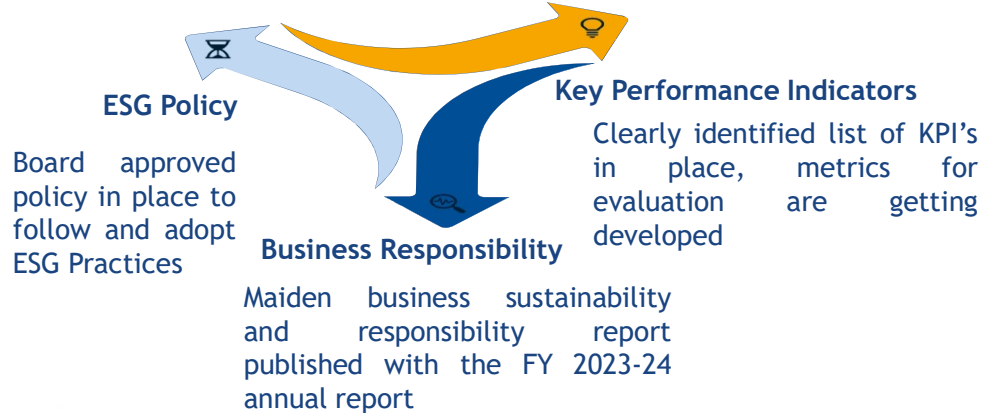 ESG Policy
Board approved
policy in place to
follow and adopt
ESG Practices
Key Performance Indicators
Clearly identified list of KPI's
in place, metrics for
evaluation are getting
developed
Business Responsibility
Maiden business sustainability
and responsibility report
published with the FY 2023-24
annual report